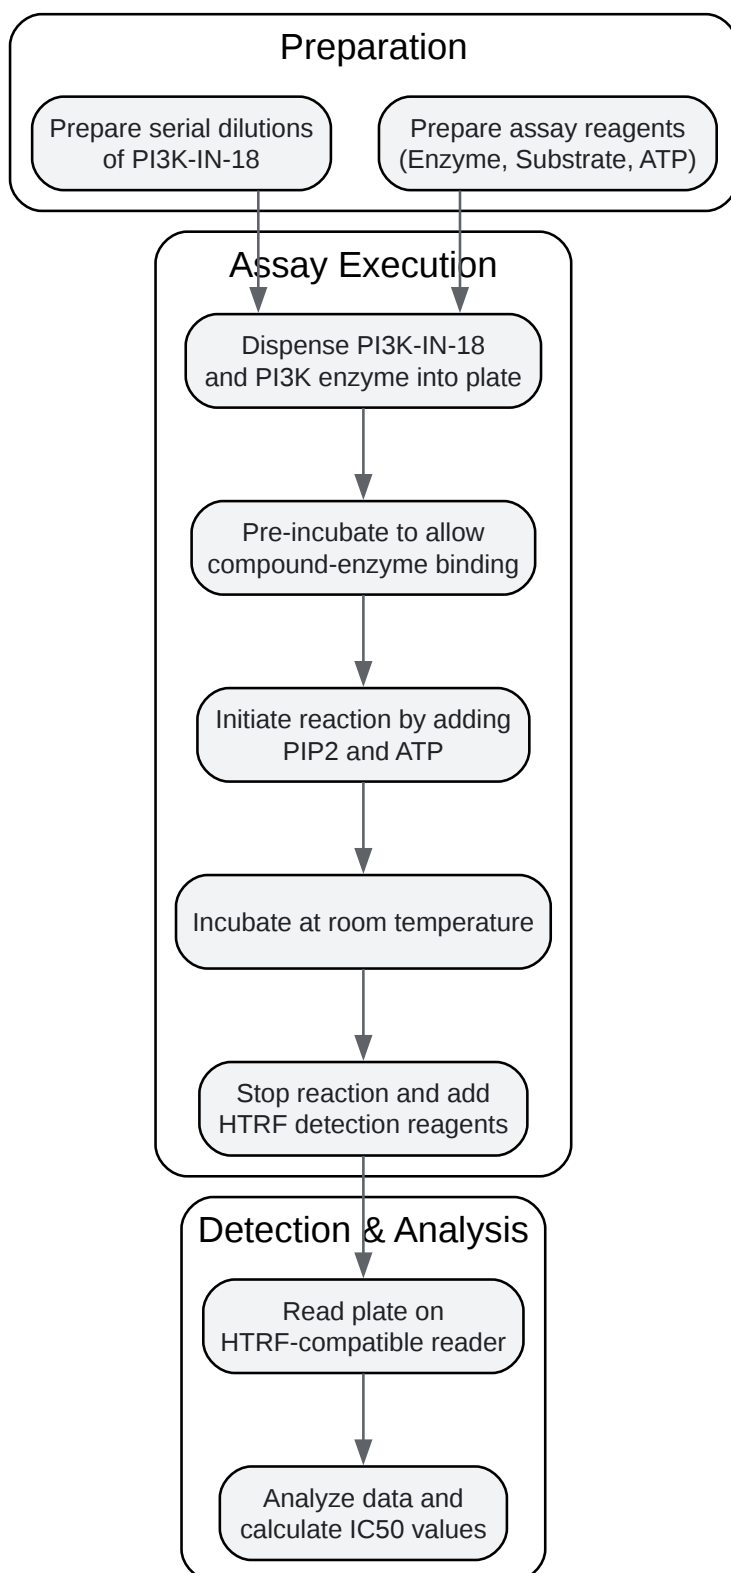 Preparation
Prepare serial dilutions
of PI3K-IN-18
Prepare assay reagents
(Enzyme, Substrate, ATP)
Assay Execution
Dispense PI3K-IN-18
and PI3K enzyme into plate
Pre-incubate to allow
compound-enzyme binding
Initiate reaction by adding
PIP2 and ATP
Incubate at room temperature
Stop reaction and add
HTRF detection reagents
Detection & Analysis
Read plate on
HTRF-compatible reader
Analyze data and
calculate IC50 values